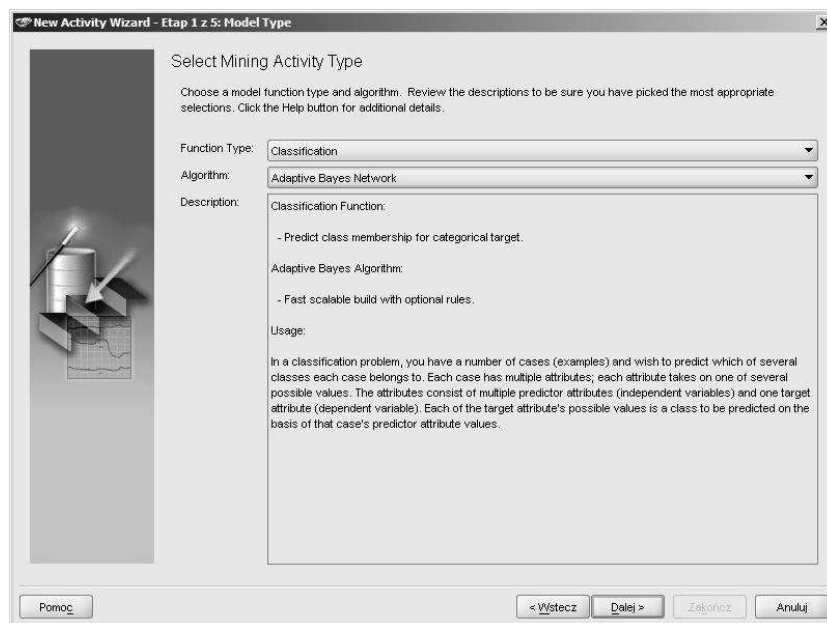 New Activity Wizard - Etap 1 z 5: Model Type
Select Mining Activity Type
Choose a model function type and algorithm. Review the descriptions to be sure you have picked the most appropriate
selections. Click the Help button for additional details.
Function Type: Classification
Algorithm: Adaptive Bayes Network
Description: Classification Function:
- Predict class membership for categorical target.
Adaptive Bayes Algorithm:
- Fast scalable build with optional rules.
Usage:
In a classification problem, you have a number of cases (examples) and wish to predict which of several
classes each case belongs to. Each case has multiple attributes; each attribute takes on one of several
possible values. The attributes consist of multiple predictor attributes (independent variables) and one target
attribute (dependent variable). Each of the target attribute's possible values is a class to be predicted on the
basis of that case's predictor attribute values.
Pomoc < Wstecz Dalej > Zakończ Anuluj